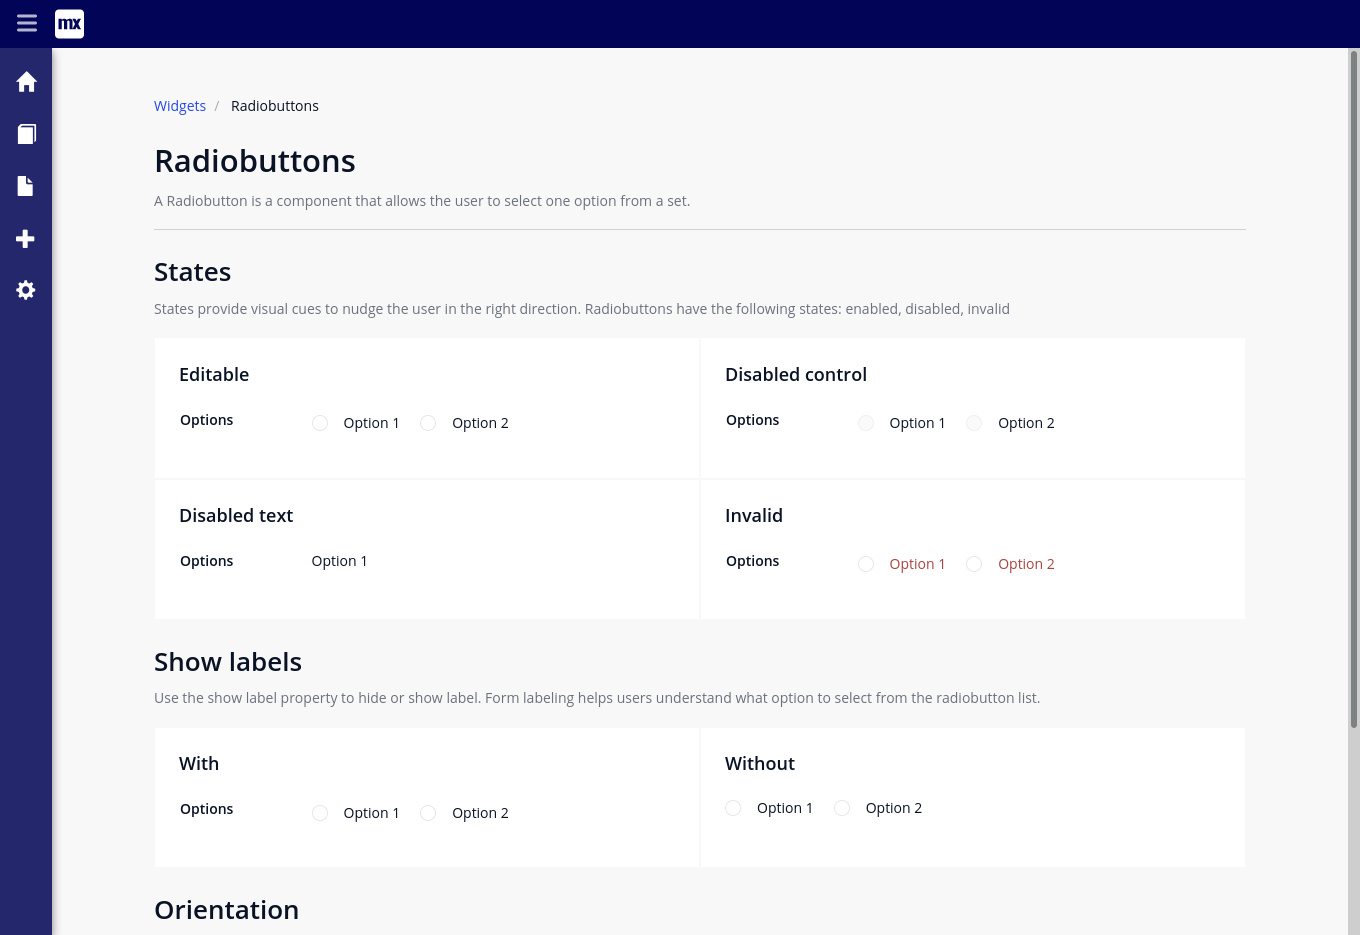 mx
Widgets / Radiobuttons
Radiobuttons
A Radiobutton is a component that allows the user to select one option from a set.
States
States provide visual cues to nudge the user in the right direction. Radiobuttons have the following states: enabled, disabled, invalid
Editable
Options Option 1 Option 2
Disabled control
Options Option 1 Option 2
Disabled text
Options Option 1
Invalid
Options Option 1 Option 2
Show labels
Use the show label property to hide or show label. Form labeling helps users understand what option to select from the radiobutton list.
With
Options Option 1 Option 2
Without
Option 1 Option 2
Orientation